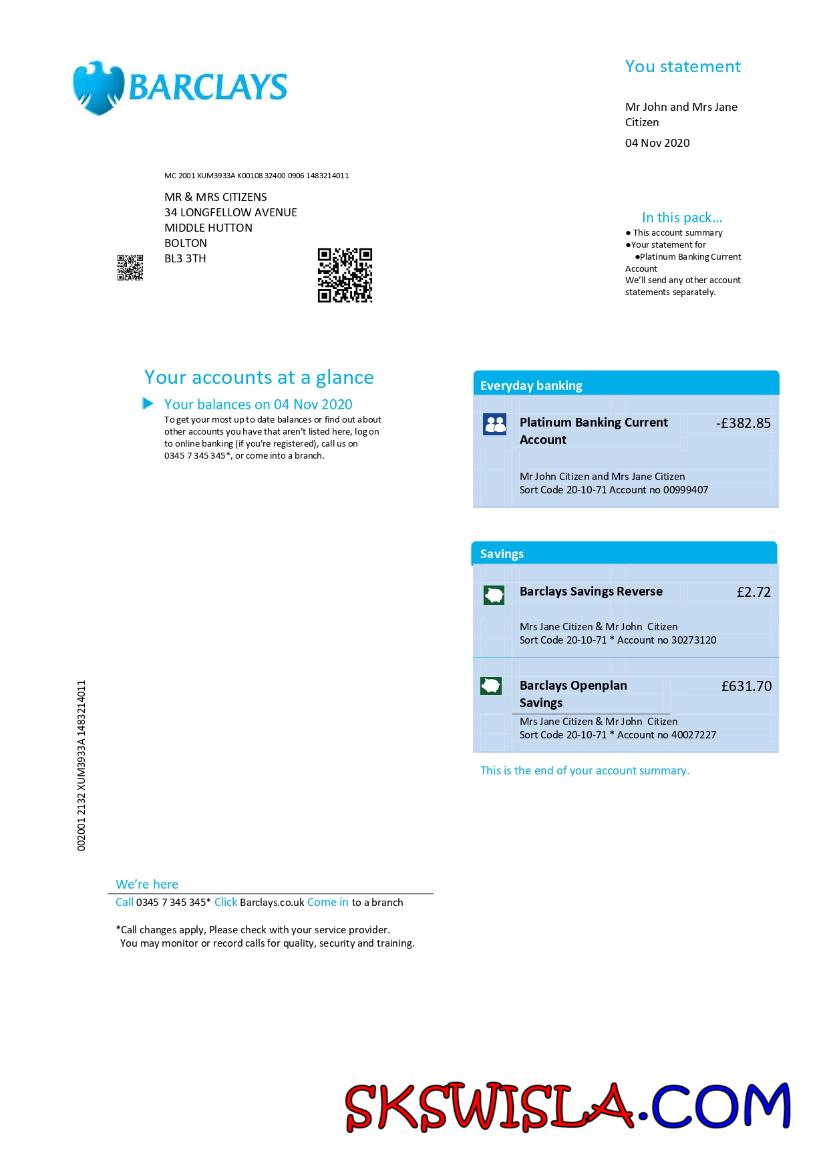 BARCLAYS
You statement
Mr John and Mrs Jane
Citizen
04 Nov 2020
MC 2001 XUM3933A K00108 32400 0906 1483214011
MR & MRS CITIZENS
34 LONGFELLOW AVENUE
MIDDLE HUTTON
BOLTON
BL3 3TH
In this pack...
● This account summary
●Your statement for
●Platinum Banking Current
Account
We'll send any other account
statements separately.
Your accounts at a glance
Your balances on 04 Nov 2020
To get your most up to date balances or find out about
other accounts you have that aren't listed here, log on
to online banking (if you're registered), call us on
0345 7 345 345*, or come into a branch.
Everyday banking
Platinum Banking Current -£382.85
Account
Mr John Citizen and Mrs Jane Citizen
Sort Code 20-10-71 Account no 00999407
Savings
Barclays Savings Reverse £2.72
Mrs Jane Citizen & Mr John Citizen
Sort Code 20-10-71 * Account no 30273120
Barclays Openplan £631.70
Savings
Mrs Jane Citizen & Mr John Citizen
Sort Code 20-10-71 * Account no 40027227
This is the end of your account summary.
002001 2132 XUM3933A 1483214011
We're here
Call 0345 7 345 345* Click Barclays.co.uk Come in to a branch
*Call changes apply, Please check with your service provider.
You may monitor or record calls for quality, security and training.
SKSWISLA.COM